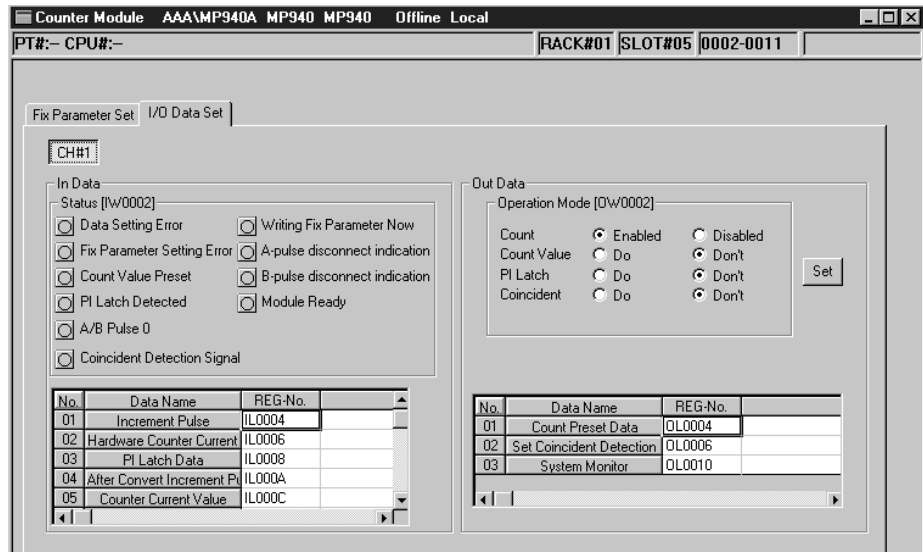 Counter Module AAA\MP940A MP940 MP940 Offline Local
PT#:– CPU#:– RACK#01 SLOT#05 0002-0011
Fix Parameter Set I/O Data Set
CH#1
In Data
Status [IW0002]
Data Setting Error Writing Fix Parameter Now
Fix Parameter Setting Error A-pulse disconnect indication
Count Value Preset B-pulse disconnect indication
PI Latch Detected Module Ready
A/B Pulse 0
Coincident Detection Signal
No. Data Name REG-No.
01 Increment Pulse IL0004
02 Hardware Counter Current IL0006
03 PI Latch Data IL0008
04 After Convert Increment Pu IL000A
05 Counter Current Value IL000C
Out Data
Operation Mode [OW0002]
Count Enabled Disabled
Count Value Do Don't
PI Latch Do Don't
Coincident Do Don't
Set
No. Data Name REG-No.
01 Count Preset Data OL0004
02 Set Coincident Detection OL0006
03 System Monitor OL0010